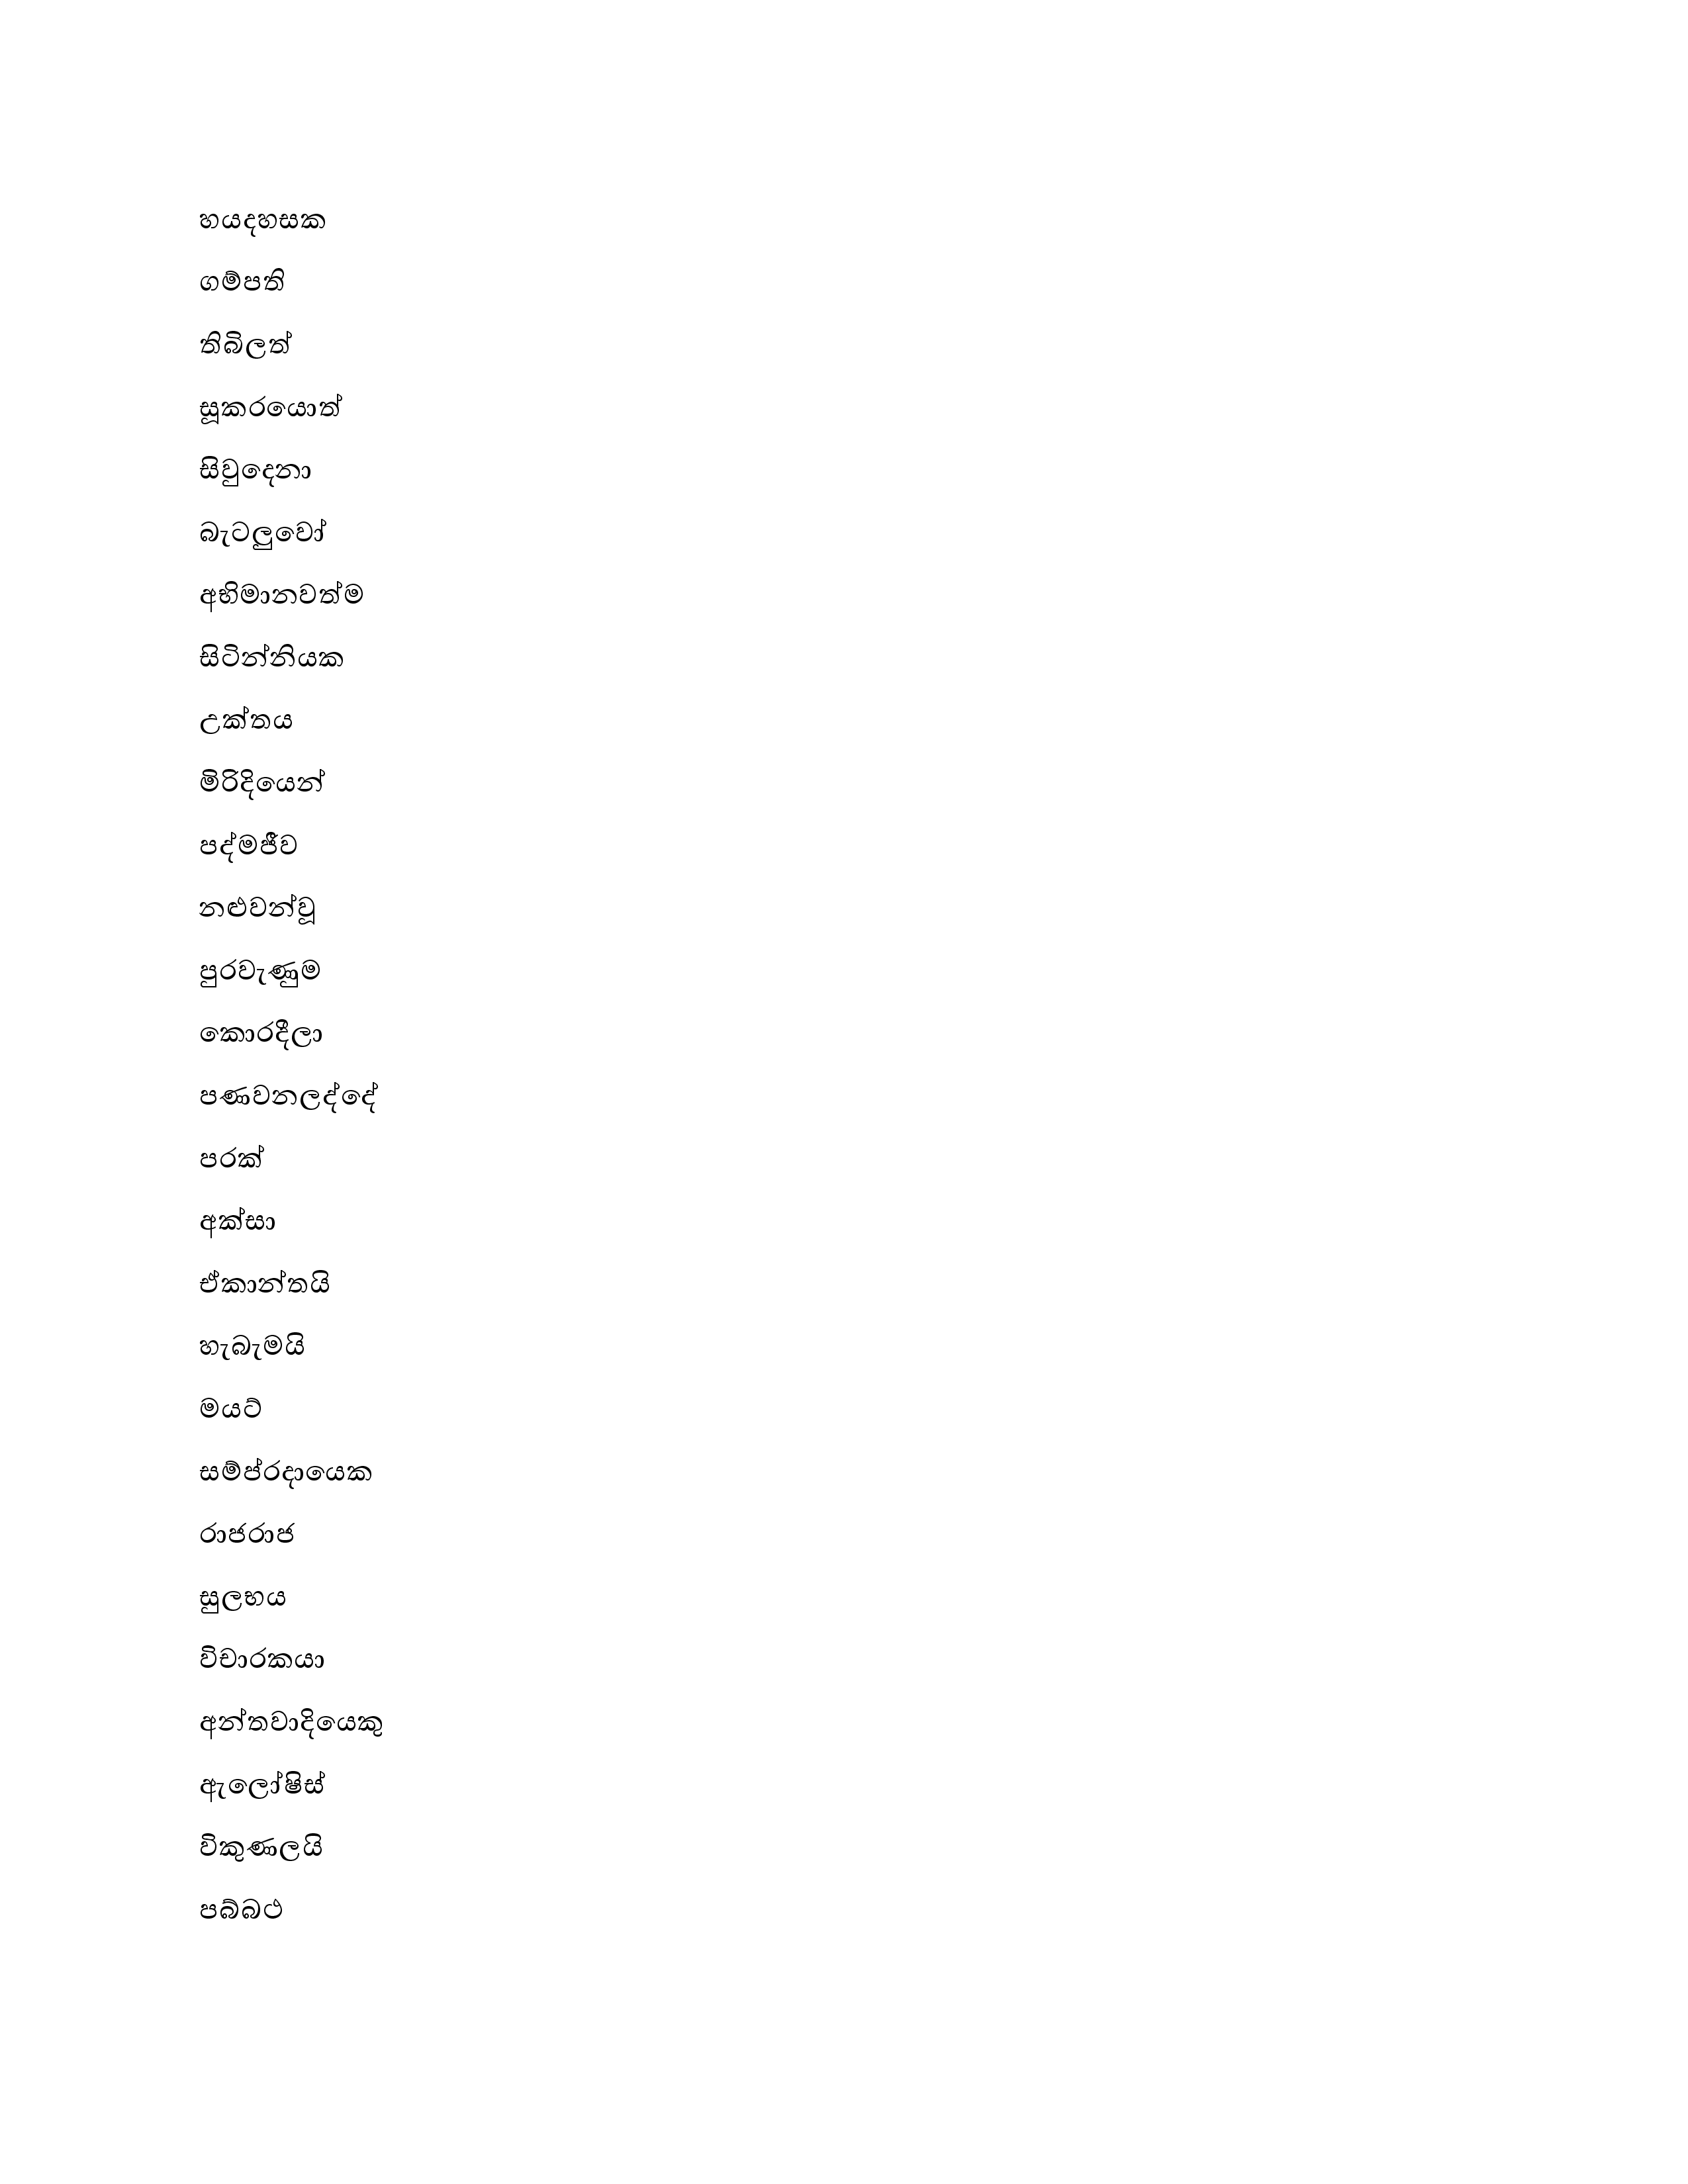 හයදහසක
ගම්පති
තිබිලත්
සූකරයොත්
සිවුදෙනා
බැටලුවෝ
අභිමානවත්ම
සිටින්නියක
උක්තය
මිරිදියෙන්
පද්මජීව
නළුවන්වූ
පුරවැණුම
කොරදීලා
පණවනලද්දේ
පරක්
අක්සා
ඒකාන්තයි
හැබැමයි
මයට්
සම්ප්රදායෙක
රාජරාජ
සුලභය
විචාරකයා
අන්තවාදියෙකු
ඇලෝෂිස්
විකුණලයි
පබ්බථ